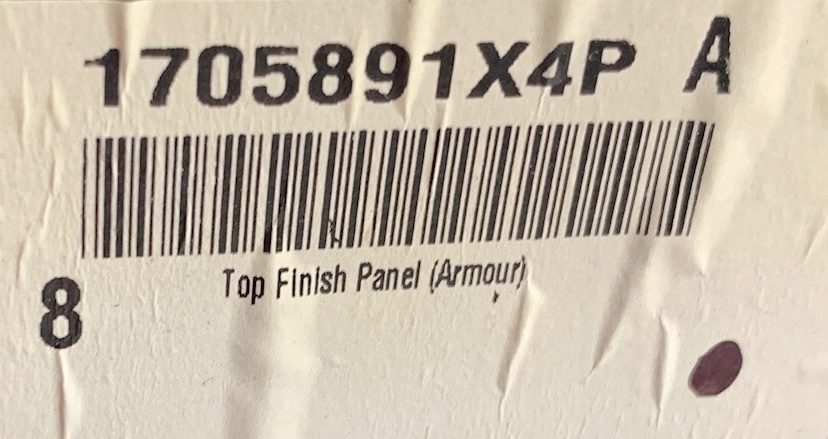 1705891X4P A
Top Finish Panel (Armour)
8